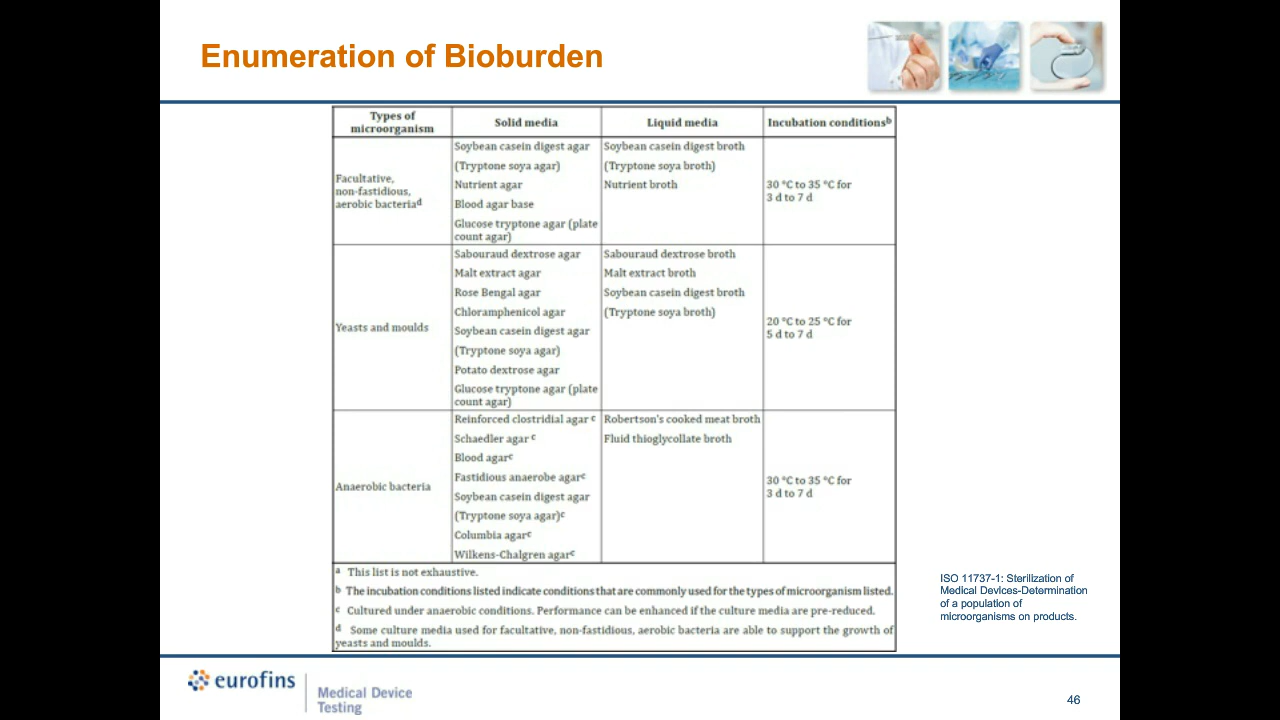 Enumeration of Bioburden
Types of microorganism
Solid media
Liquid media
Incubation conditionsᵇ
Facultative,
non-fastidious,
aerobic bacteriaᵈ
Soybean casein digest agar
(Tryptone soya agar)
Nutrient agar
Blood agar base
Glucose tryptone agar (plate
count agar)
Soybean casein digest broth
(Tryptone soya broth)
Nutrient broth
30 °C to 35 °C for
3 d to 7 d
Yeasts and moulds
Sabouraud dextrose agar
Malt extract agar
Rose Bengal agar
Chloramphenicol agar
Soybean casein digest agar
(Tryptone soya agar)
Potato dextrose agar
Glucose tryptone agar (plate
count agar)
Sabouraud dextrose broth
Malt extract broth
Soybean casein digest broth
(Tryptone soya broth)
20 °C to 25 °C for
5 d to 7 d
Anaerobic bacteria
Reinforced clostridial agar ᶜ
Schaedler agar ᶜ
Blood agarᶜ
Fastidious anaerobe agarᶜ
Soybean casein digest agar
(Tryptone soya agar)ᶜ
Columbia agarᶜ
Wilkens-Chalgren agarᶜ
Robertson's cooked meat broth
Fluid thioglycollate broth
30 °C to 35 °C for
3 d to 7 d
ᵃ This list is not exhaustive.
ᵇ The incubation conditions listed indicate conditions that are commonly used for the types of microorganism listed.
ᶜ Cultured under anaerobic conditions. Performance can be enhanced if the culture media are pre-reduced.
ᵈ Some culture media used for facultative, non-fastidious, aerobic bacteria are able to support the growth of
yeasts and moulds.
ISO 11737-1: Sterilization of
Medical Devices-Determination
of a population of
microorganisms on products.
eurofins
Medical Device
Testing
46